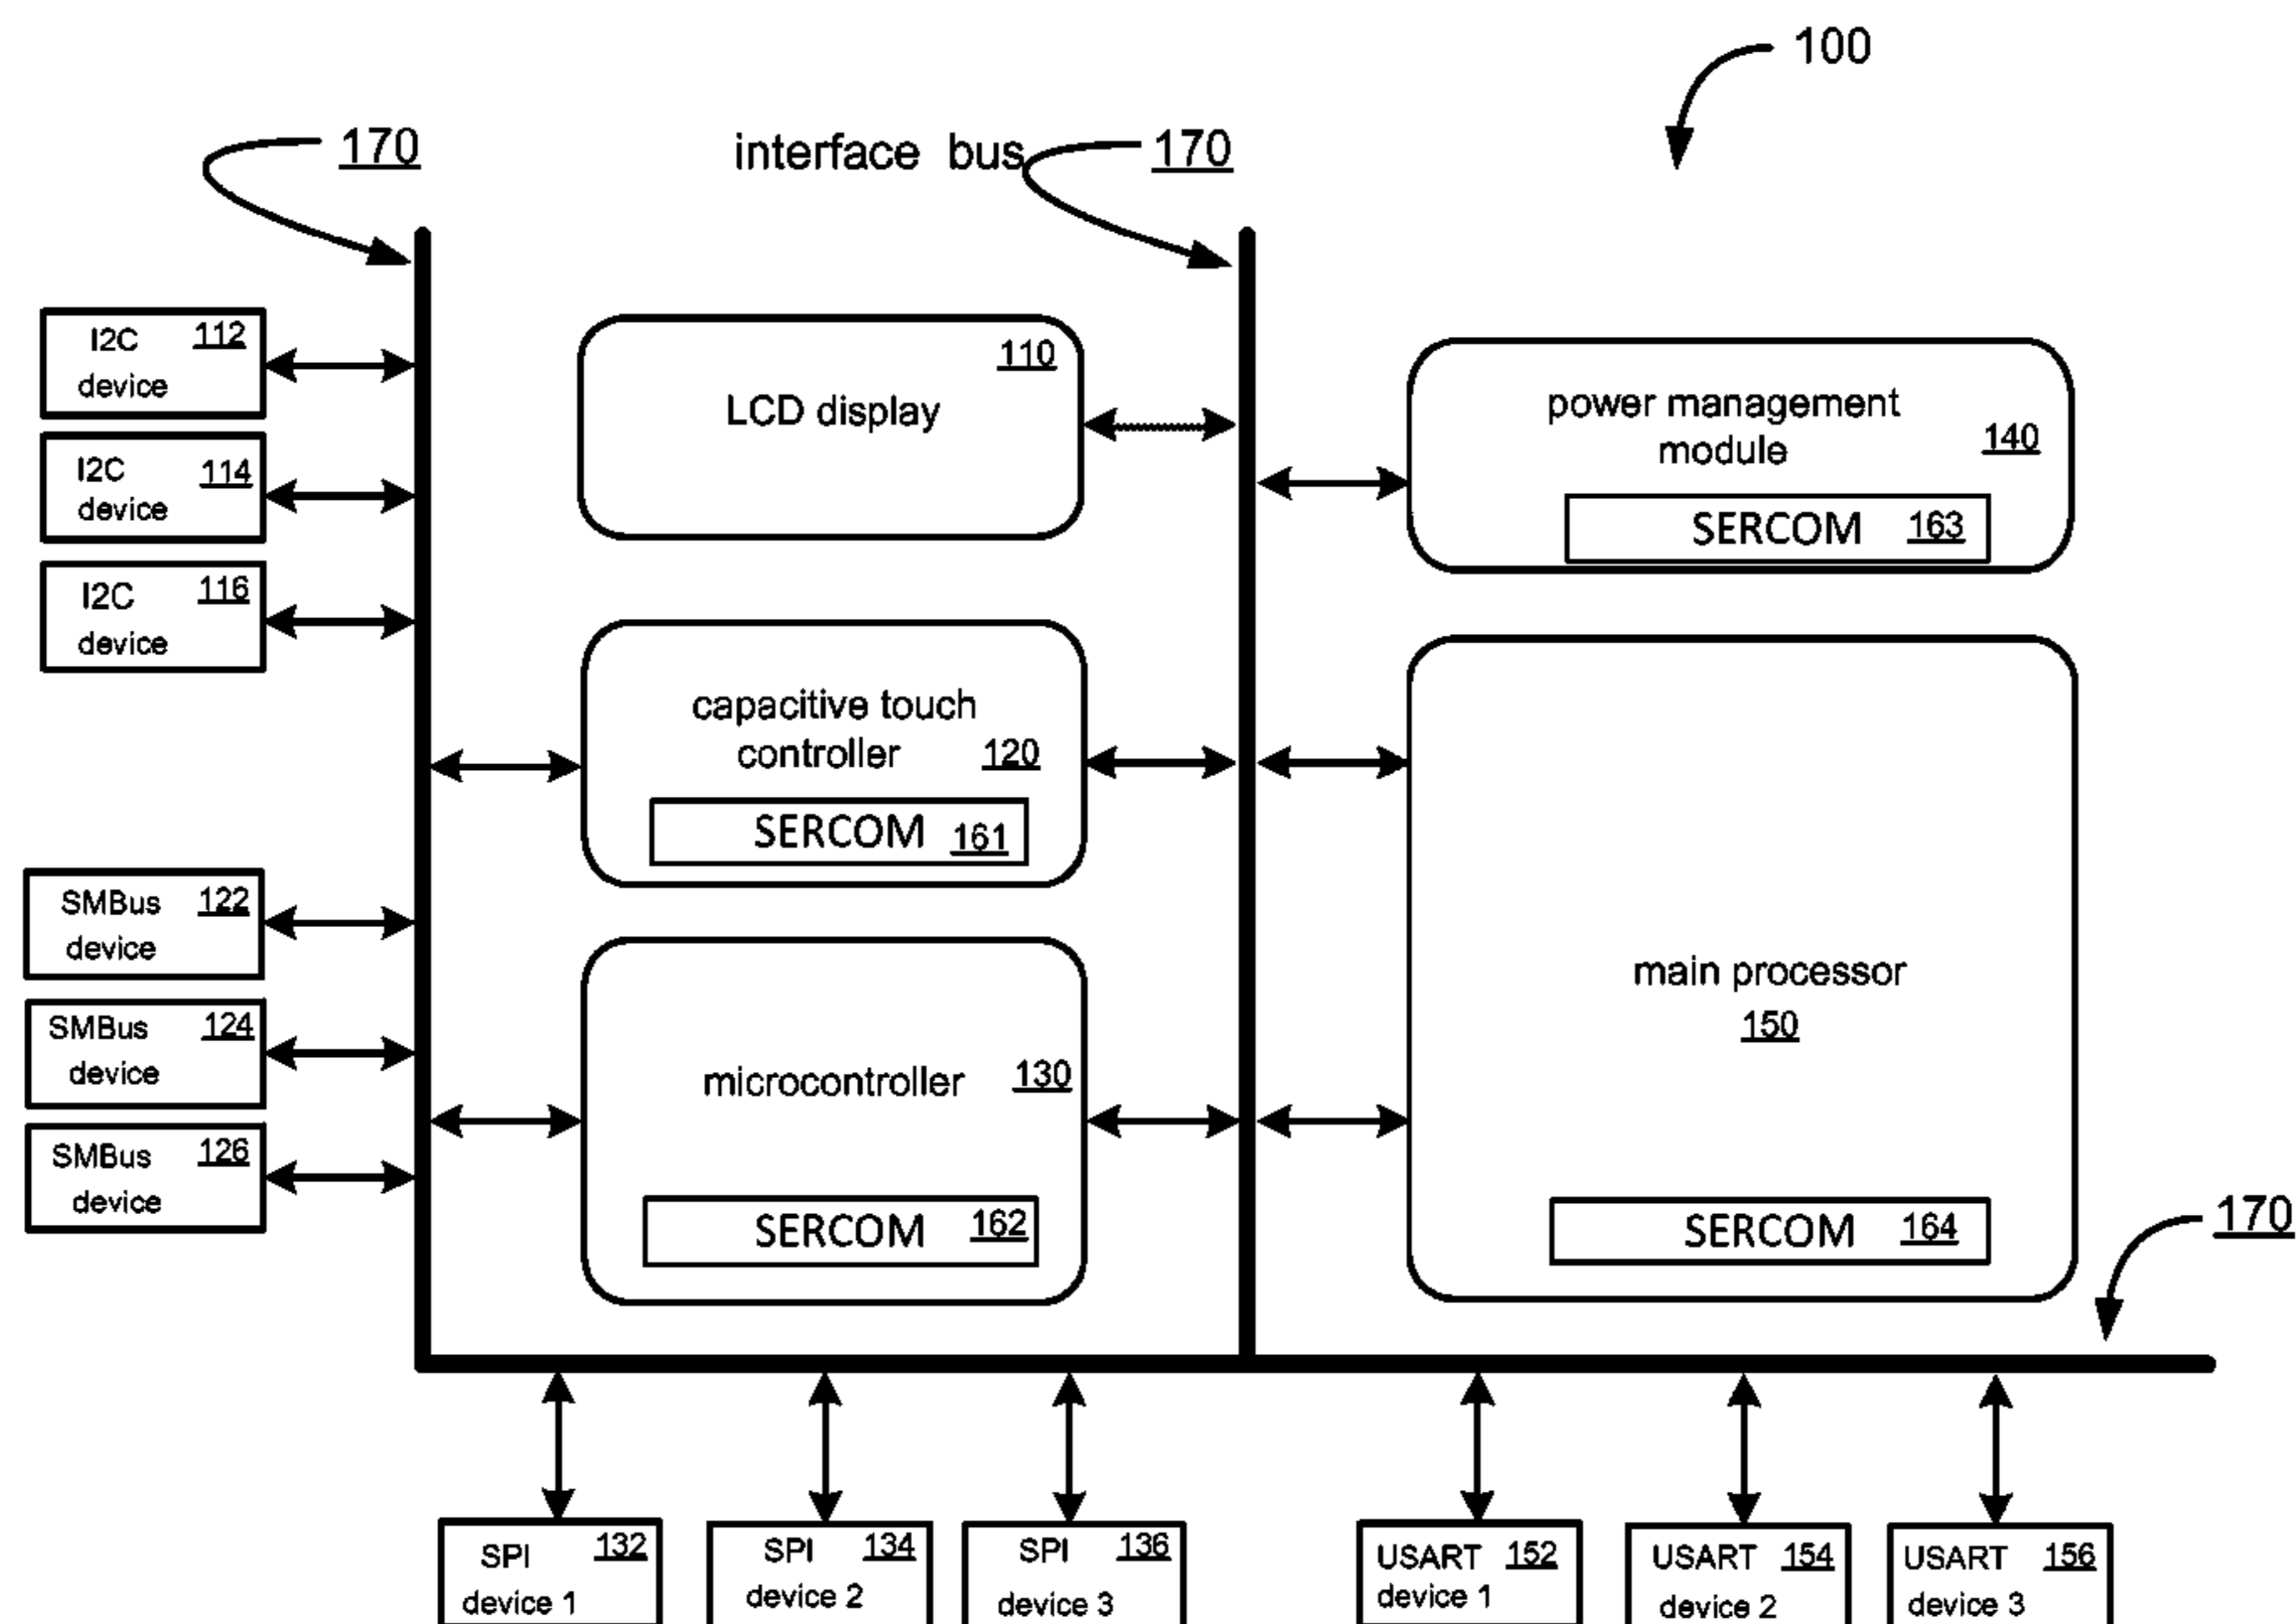 100
170
interface bus 170
I2C 112
device
I2C 114
device
I2C 116
device
SMBus 122
device
SMBus 124
device
SMBus 126
device
110
LCD display
capacitive touch
controller 120
SERCOM 161
microcontroller 130
SERCOM 162
power management
module 140
SERCOM 163
main processor
150
SERCOM 164
170
SPI 132
device 1
SPI 134
device 2
SPI 136
device 3
USART 152
device 1
USART 154
device 2
USART 156
device 3